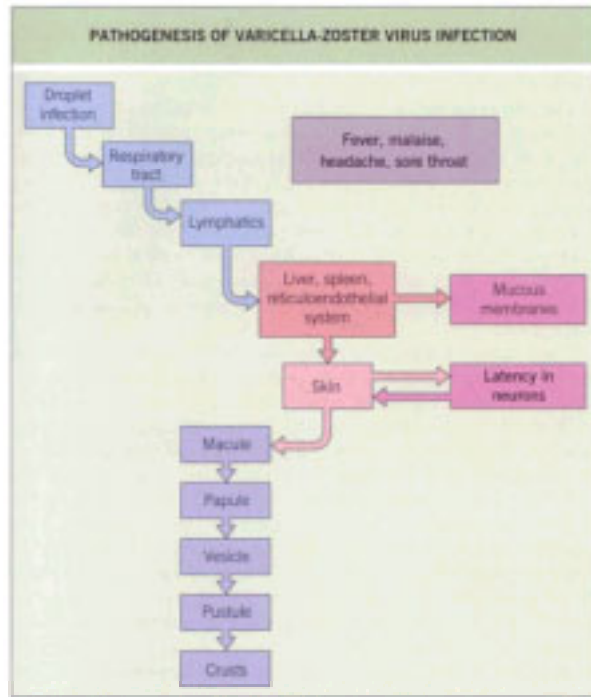 PATHOGENESIS OF VARICELLA-ZOSTER VIRUS INFECTION
Droplet
infection
Fever, malaise,
headache, sore throat
Respiratory
tract
Lymphatics
Liver, spleen,
reticuloendothelial
system
Mucous
membranes
Skin
Latency in
neurons
Macule
Papule
Vesicle
Pustule
Crusts